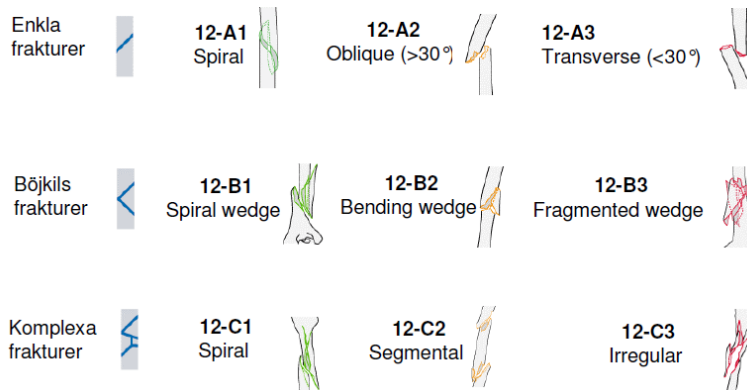 Enkla
frakturer
12-A1
Spiral
12-A2
Oblique (>30°)
12-A3
Transverse (<30°)
Böjkils
frakturer
12-B1
Spiral wedge
12-B2
Bending wedge
12-B3
Fragmented wedge
Komplexa
frakturer
12-C1
Spiral
12-C2
Segmental
12-C3
Irregular